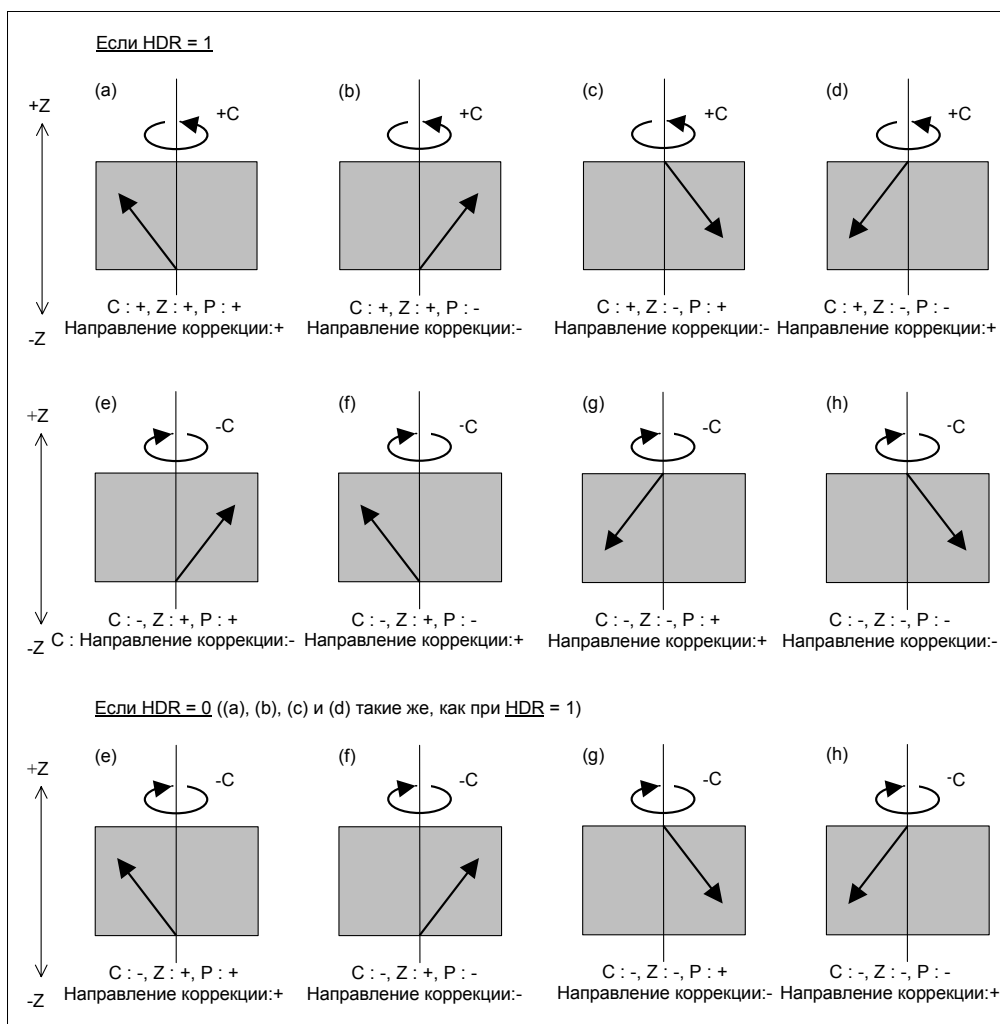 Если HDR = 1
(a) (b) (c) (d)
+Z
+C +C +C +C
C : +, Z : +, P : + C : +, Z : +, P : - C : +, Z : -, P : + C : +, Z : -, P : -
-Z Направление коррекции:+ Направление коррекции:- Направление коррекции:- Направление коррекции:+
(e) (f) (g) (h)
+Z
-C -C -C -C
C : -, Z : +, P : + C : -, Z : +, P : - C : -, Z : -, P : + C : -, Z : -, P : -
-Z C : Направление коррекции:- Направление коррекции:+ Направление коррекции:+ Направление коррекции:-
Если HDR = 0 ((a), (b), (c) и (d) такие же, как при HDR = 1)
(e) (f) (g) (h)
+Z
-C -C -C -C
C : -, Z : +, P : + C : -, Z : +, P : - C : -, Z : -, P : + C : -, Z : -, P : -
-Z Направление коррекции:+ Направление коррекции:- Направление коррекции:- Направление коррекции:+